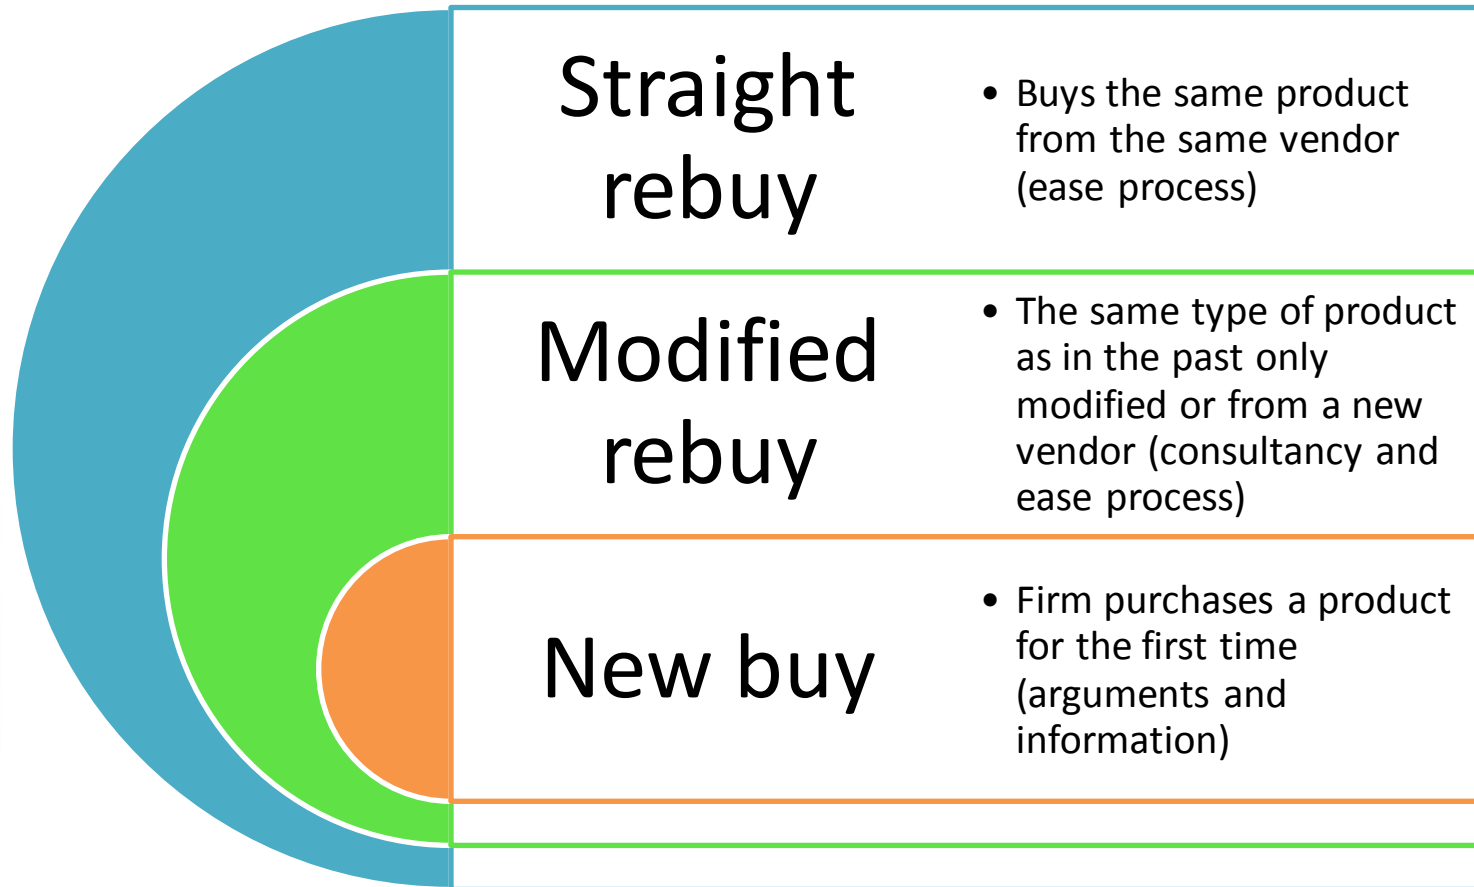 Straight
rebuy
• Buys the same product
from the same vendor
(ease process)
Modified
rebuy
• The same type of product
as in the past only
modified or from a new
vendor (consultancy and
ease process)
New buy
• Firm purchases a product
for the first time
(arguments and
information)